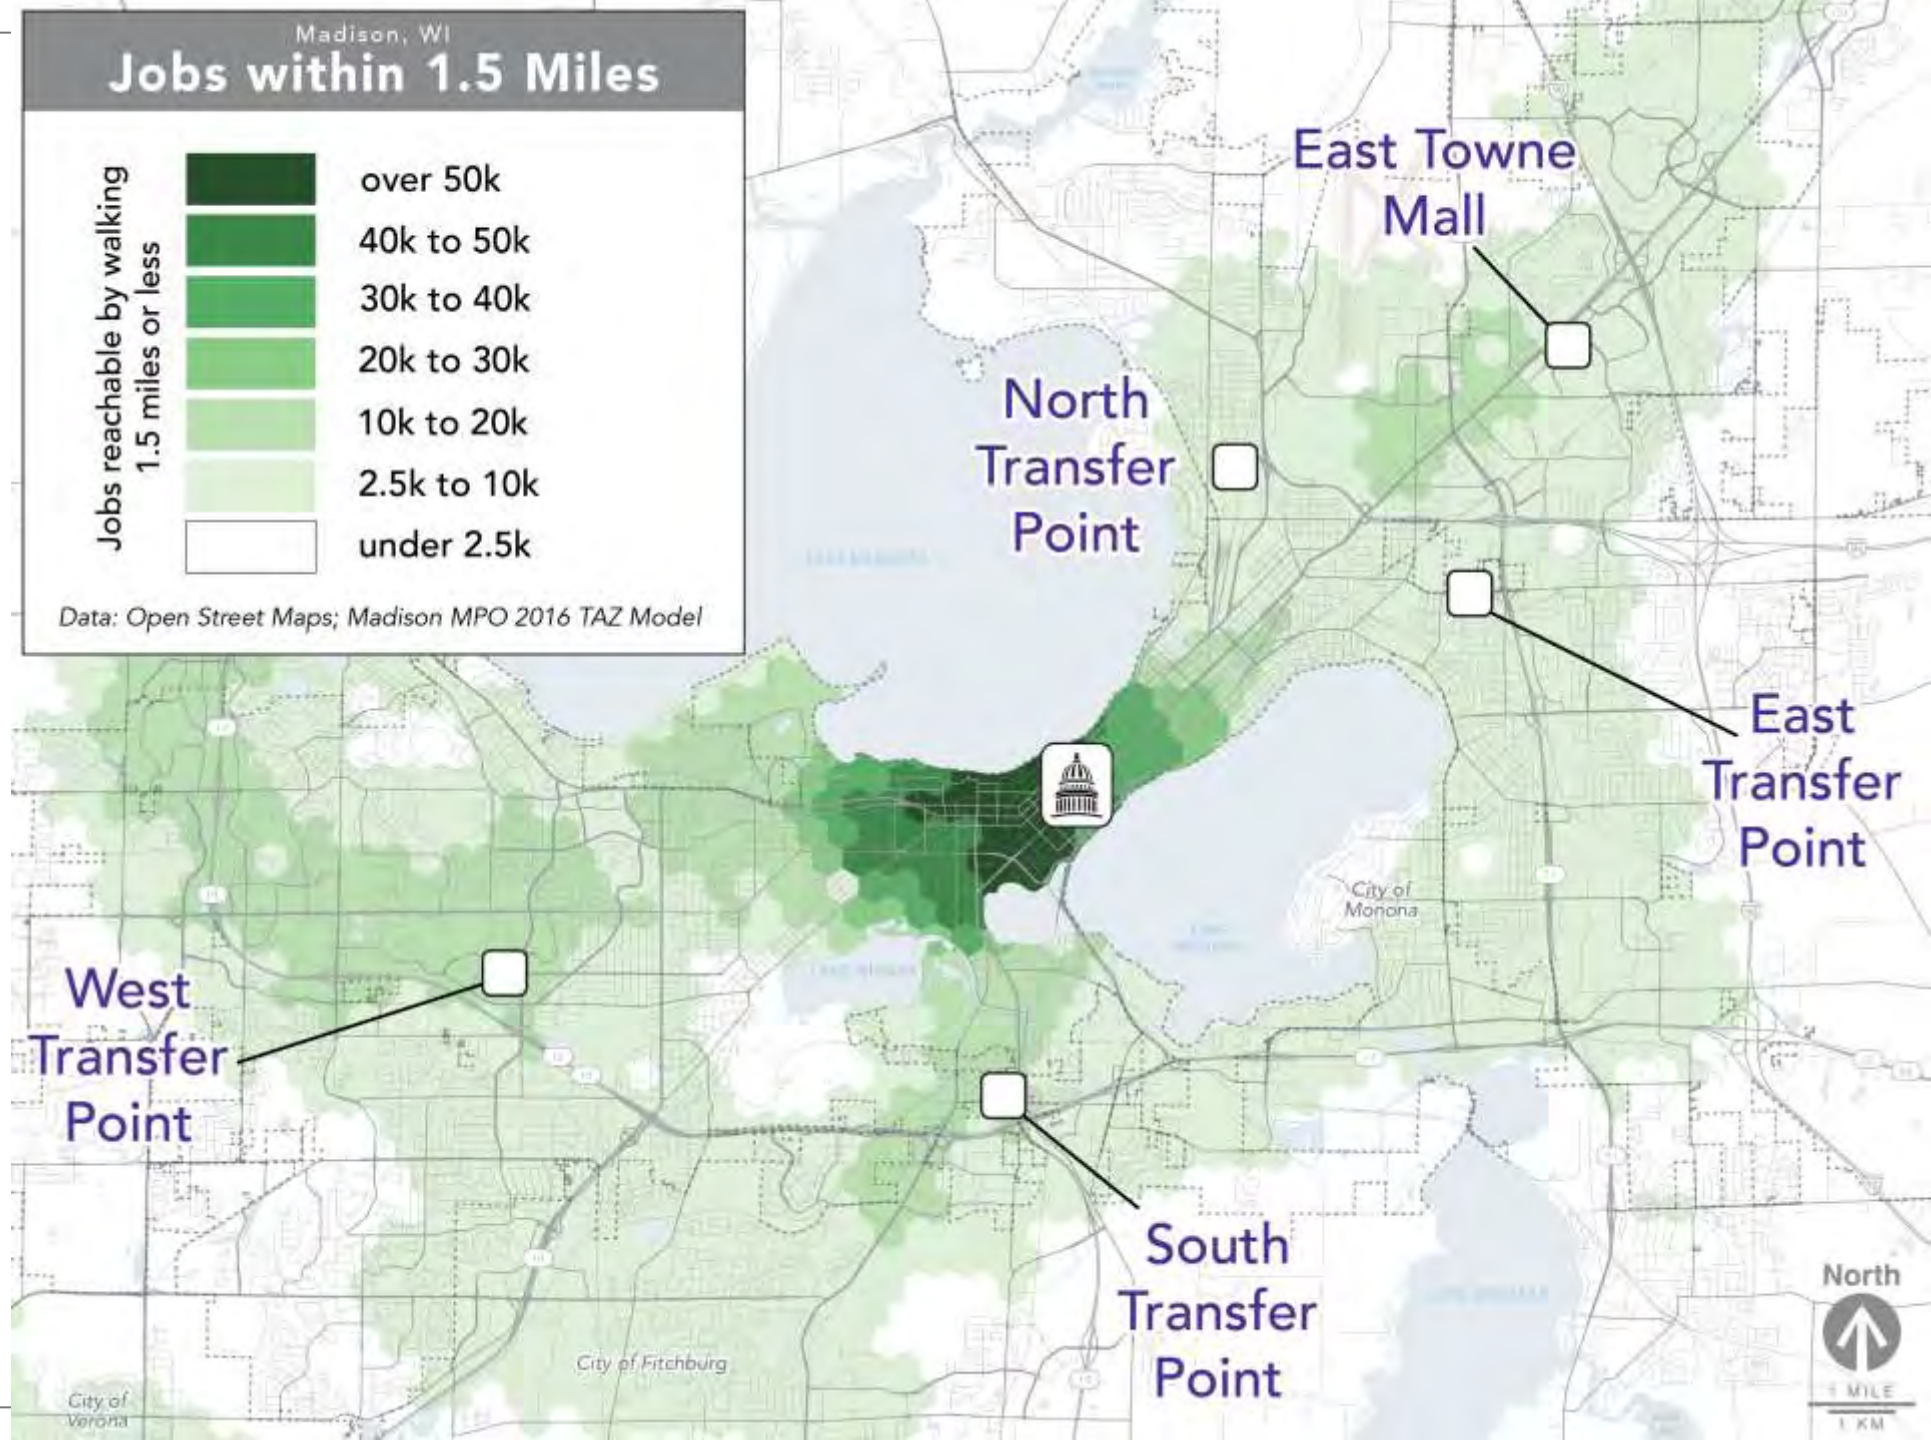 Madison, WI
Jobs within 1.5 Miles
Jobs reachable by walking
1.5 miles or less
over 50k
40k to 50k
30k to 40k
20k to 30k
10k to 20k
2.5k to 10k
under 2.5k
Data: Open Street Maps; Madison MPO 2016 TAZ Model
East Towne
Mall
North
Transfer
Point
East
Transfer
Point
City of
Monona
West
Transfer
Point
South
Transfer
Point
City of Fitchburg
City of
Verona
North
1 MILE
1 KM